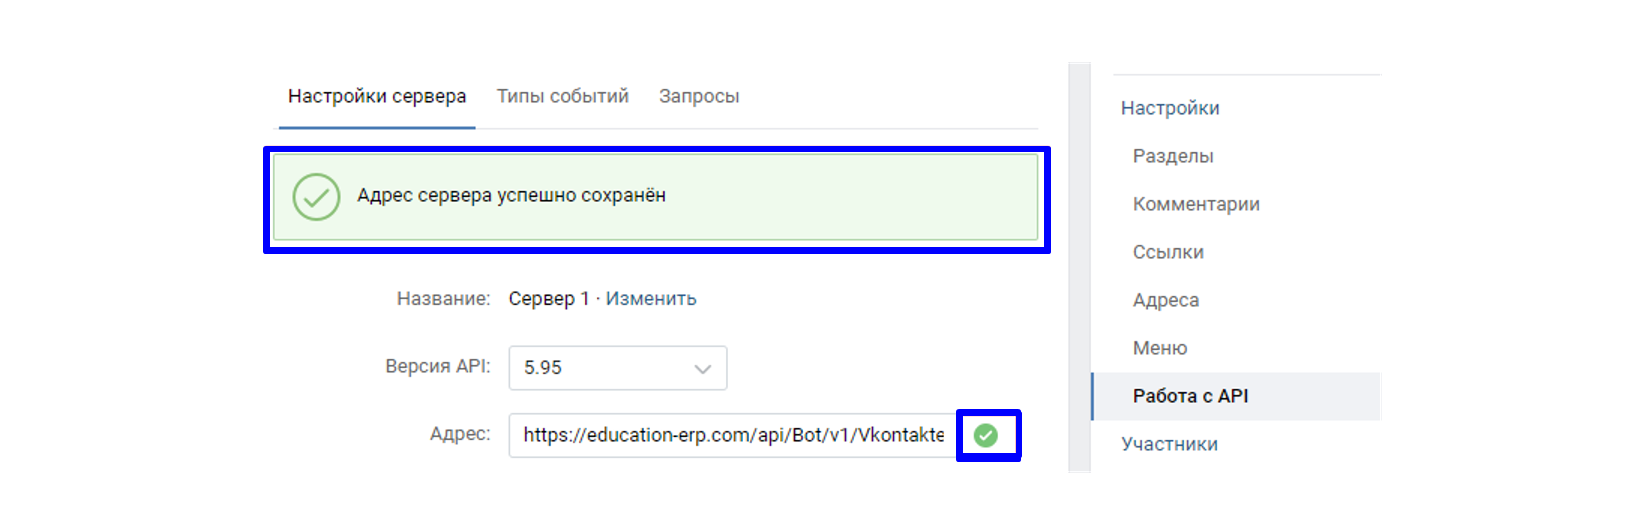 Настройки сервера Типы событий Запросы
Адрес сервера успешно сохранён
Название: Сервер 1 · Изменить
Версия API: 5.95
Адрес: https://education-erp.com/api/Bot/v1/Vkontakte
Настройки
Разделы
Комментарии
Ссылки
Адреса
Меню
Работа с API
Участники